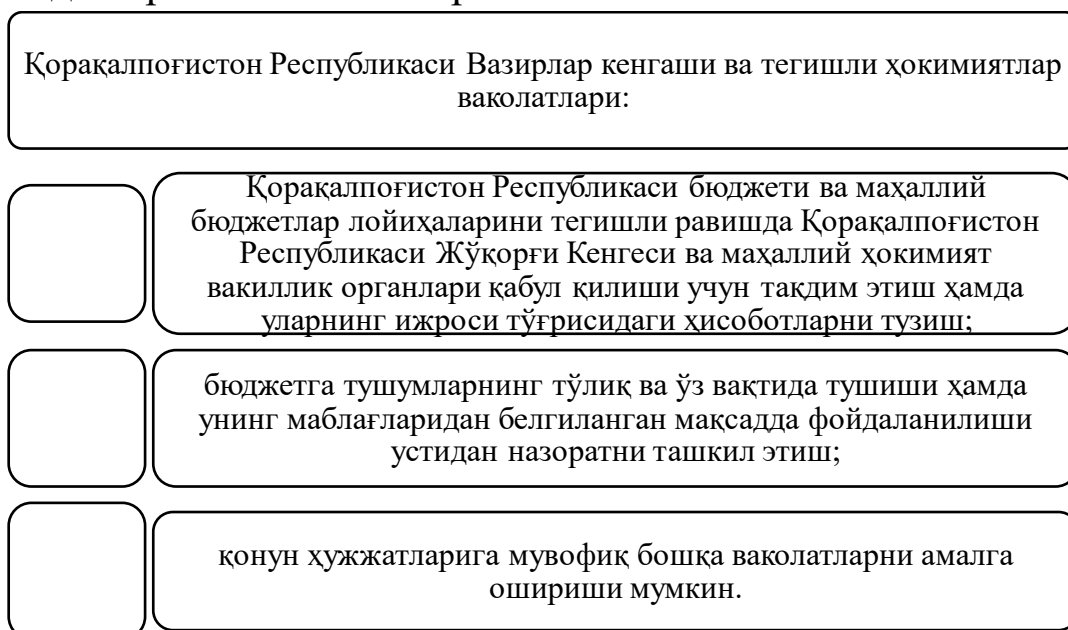 Қорақалпоғистон Республикаси Вазирлар кенгаши ва тегишли ҳокимиятлар
ваколатлари:
Қорақалпоғистон Республикаси бюджети ва маҳаллий
бюджетлар лойиҳаларини тегишли равишда Қорақалпоғистон
Республикаси Жўқорғи Кенгеси ва маҳаллий ҳокимият
вакиллик органлари қабул қилиши учун тақдим этиш ҳамда
уларнинг ижроси тўғрисидаги ҳисоботларни тузиш;
бюджетга тушумларнинг тўлиқ ва ўз вақтида тушиши ҳамда
унинг маблағларидан белгиланган мақсадда фойдаланилиши
устидан назоратни ташкил этиш;
қонун ҳужжатларига мувофиқ бошқа ваколатларни амалга
ошириши мумкин.